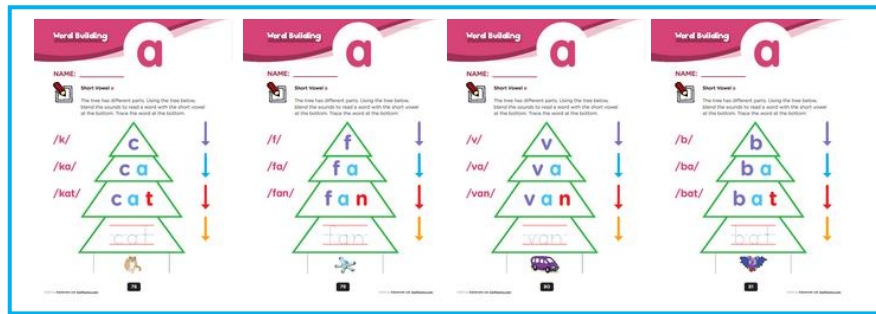 Word Building
a
NAME:
Short Vowel a
The tree has different parts. Using the tree below,
blend the sounds to read a word with the short vowel
at the bottom. Trace the word at the bottom.
/k/
c
/ka/
c a
/kat/
c a t
cat
78
Word Building
a
NAME:
Short Vowel a
The tree has different parts. Using the tree below,
blend the sounds to read a word with the short vowel
at the bottom. Trace the word at the bottom.
/f/
f
/fa/
f a
/fan/
f a n
fan
79
Word Building
a
NAME:
Short Vowel a
The tree has different parts. Using the tree below,
blend the sounds to read a word with the short vowel
at the bottom. Trace the word at the bottom.
/v/
v
/va/
v a
/van/
v a n
van
80
Word Building
a
NAME:
Short Vowel a
The tree has different parts. Using the tree below,
blend the sounds to read a word with the short vowel
at the bottom. Trace the word at the bottom.
/b/
b
/ba/
b a
/bat/
b a t
bat
81